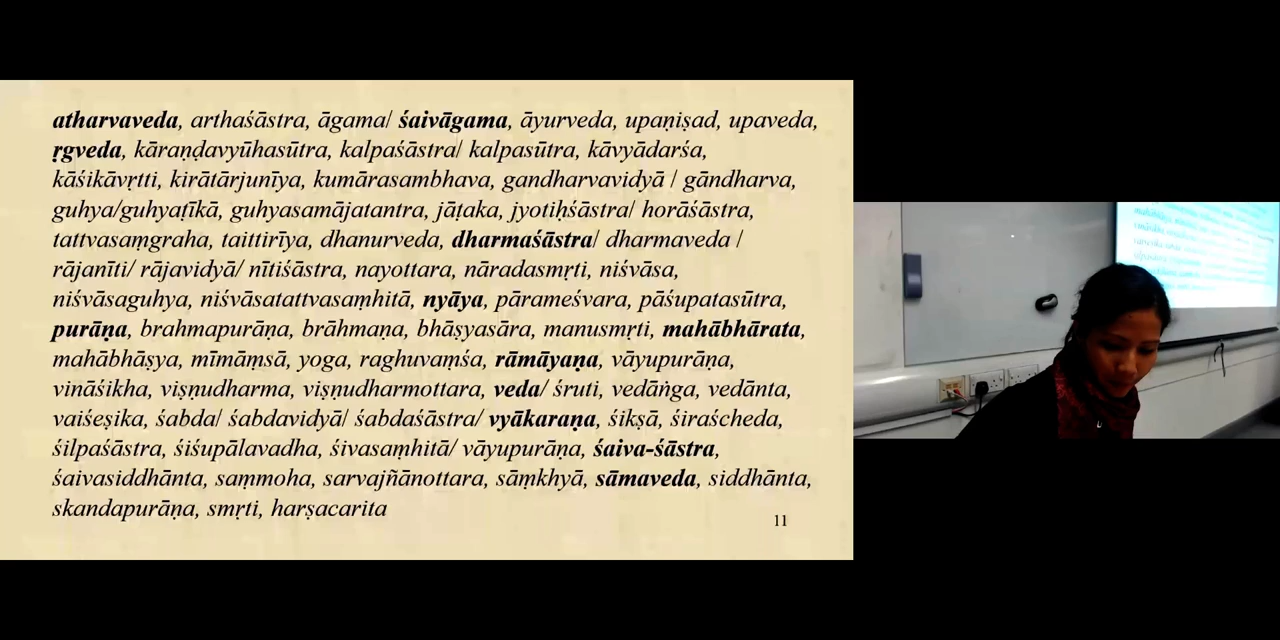 atharvaveda, arthaśāstra, āgama/ śaivāgama, āyurveda, upaṇiṣad, upaveda,
ṛgveda, kāraṇḍavyūhasūtra, kalpaśāstra/ kalpasūtra, kāvyādarśa,
kāśikāvṛtti, kirātārjunīya, kumārasambhava, gandharvavidyā / gāndharva,
guhya/guhyaṭīkā, guhyasamājatantra, jāṭaka, jyotiḥśāstra/ horāśāstra,
tattvasaṃgraha, taittirīya, dhanurveda, dharmaśāstra/ dharmaveda /
rājanīti/ rājavidyā/ nītiśāstra, nayottara, nāradasmṛti, niśvāsa,
niśvāsaguhya, niśvāsatattvasaṃhitā, nyāya, pārameśvara, pāśupatasūtra,
purāṇa, brahmapurāṇa, brāhmaṇa, bhāṣyasāra, manusmṛti, mahābhārata,
mahābhāṣya, mīmāṃsā, yoga, raghuvaṃśa, rāmāyaṇa, vāyupurāṇa,
vināśikha, viṣṇudharma, viṣṇudharmottara, veda/ śruti, vedāṅga, vedānta,
vaiśeṣika, śabda/ śabdavidyā/ śabdaśāstra/ vyākaraṇa, śikṣā, śiraścheda,
śilpaśāstra, śiśupālavadha, śivasaṃhitā/ vāyupurāṇa, śaiva-śāstra,
śaivasiddhānta, saṃmoha, sarvajñānottara, sāṃkhyā, sāmaveda, siddhānta,
skandapurāṇa, smṛti, harṣacarita
11